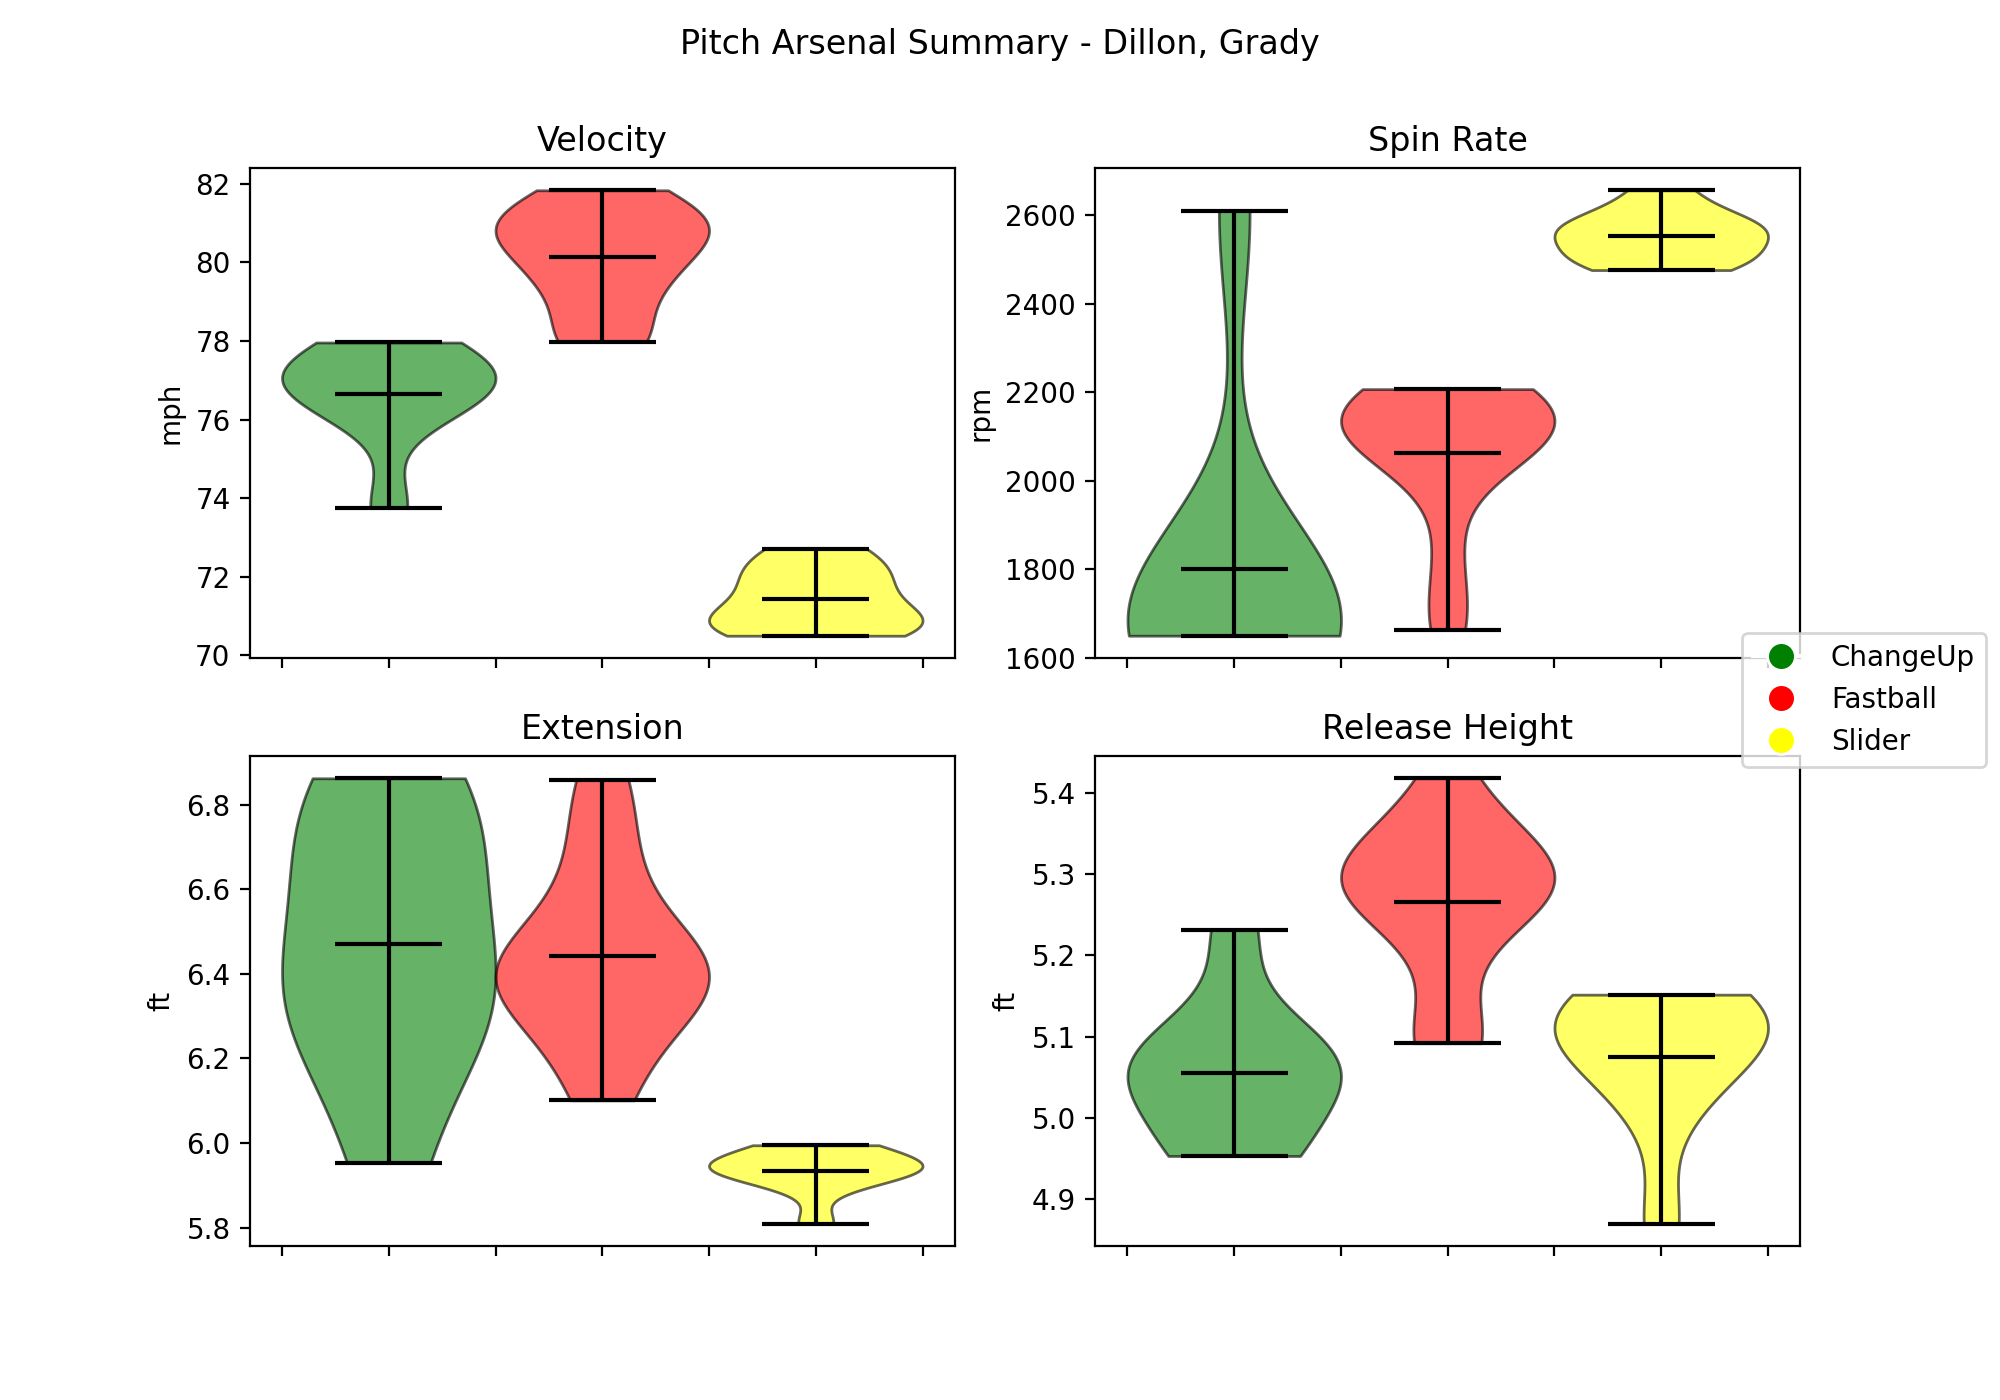 Pitch Arsenal Summary - Dillon, Grady
Velocity
82
80
78
76
74
72
70
mph
Spin Rate
2600
2400
2200
2000
1800
1600
rpm
ChangeUp
Fastball
Slider
Extension
6.8
6.6
6.4
6.2
6.0
5.8
ft
Release Height
5.4
5.3
5.2
5.1
5.0
4.9
ft